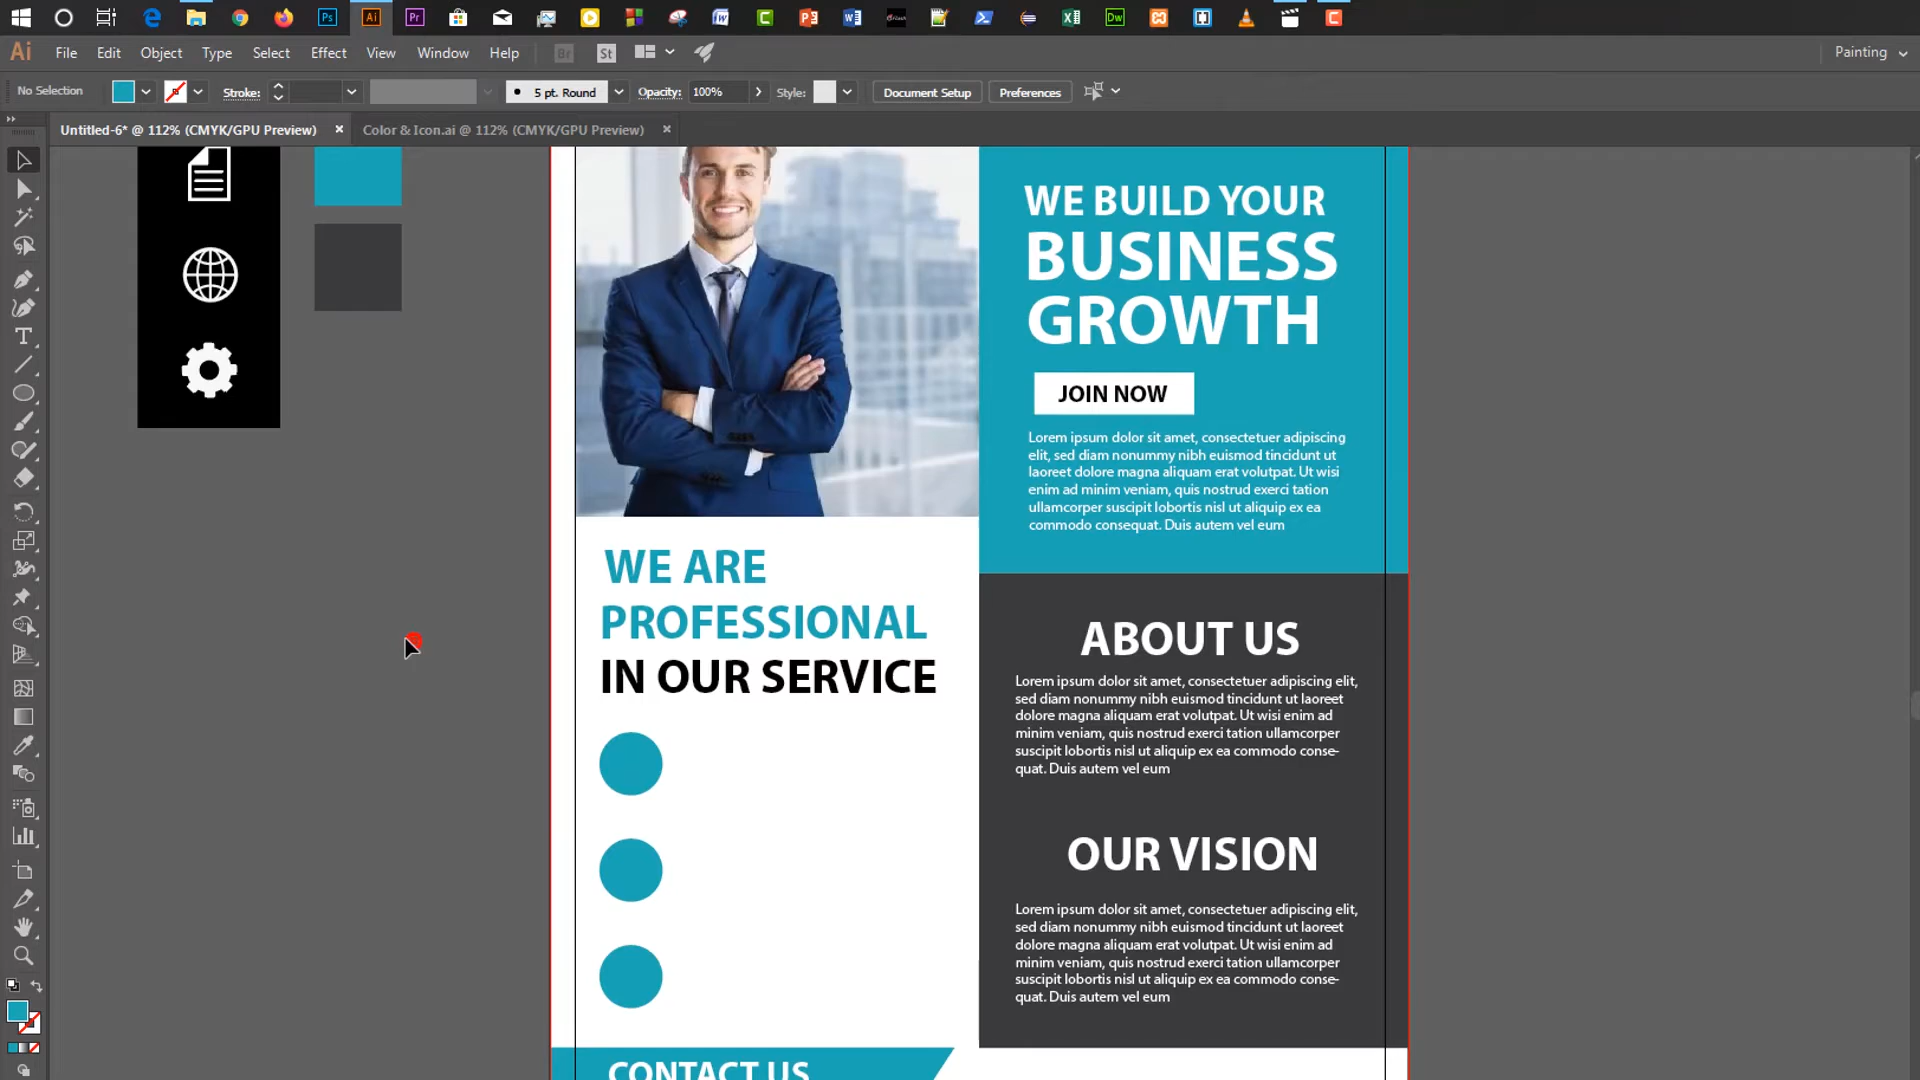 Ps
Ai
Pr
Dw
Ai File Edit Object Type Select Effect View Window Help Br St Painting
No Selection Stroke: 5 pt. Round Opacity: 100% Style: Document Setup Preferences
Untitled-6* @ 112% (CMYK/GPU Preview) × Color & Icon.ai @ 112% (CMYK/GPU Preview) ×
WE BUILD YOUR
BUSINESS
GROWTH
JOIN NOW
Lorem ipsum dolor sit amet, consectetuer adipiscing
elit, sed diam nonummy nibh euismod tincidunt ut
laoreet dolore magna aliquam erat volutpat. Ut wisi
enim ad minim veniam, quis nostrud exerci tation
ullamcorper suscipit lobortis nisl ut aliquip ex ea
commodo consequat. Duis autem vel eum
WE ARE
PROFESSIONAL
IN OUR SERVICE
ABOUT US
Lorem ipsum dolor sit amet, consectetuer adipiscing elit,
sed diam nonummy nibh euismod tincidunt ut laoreet
dolore magna aliquam erat volutpat. Ut wisi enim ad
minim veniam, quis nostrud exerci tation ullamcorper
suscipit lobortis nisl ut aliquip ex ea commodo conse-
quat. Duis autem vel eum
OUR VISION
Lorem ipsum dolor sit amet, consectetuer adipiscing elit,
sed diam nonummy nibh euismod tincidunt ut laoreet
dolore magna aliquam erat volutpat. Ut wisi enim ad
minim veniam, quis nostrud exerci tation ullamcorper
suscipit lobortis nisl ut aliquip ex ea commodo conse-
quat. Duis autem vel eum
CONTACT US